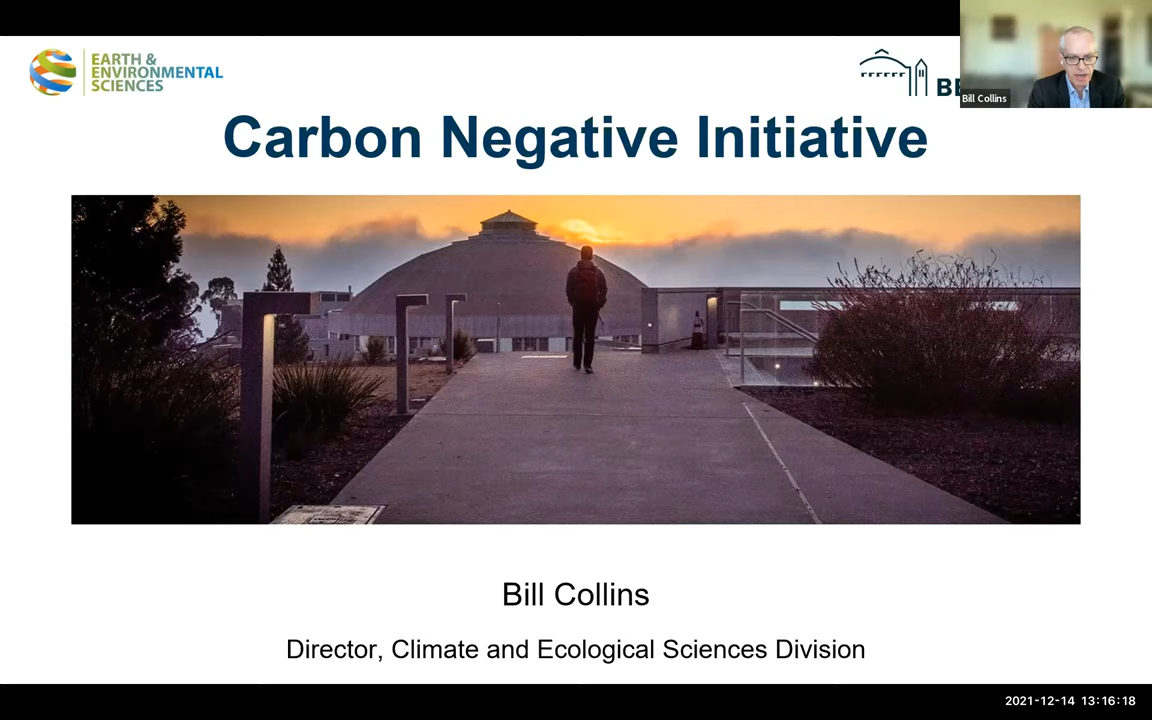 EARTH &
ENVIRONMENTAL
SCIENCES
Bill Collins
Carbon Negative Initiative
Bill Collins
Director, Climate and Ecological Sciences Division
2021-12-14 13:16:18